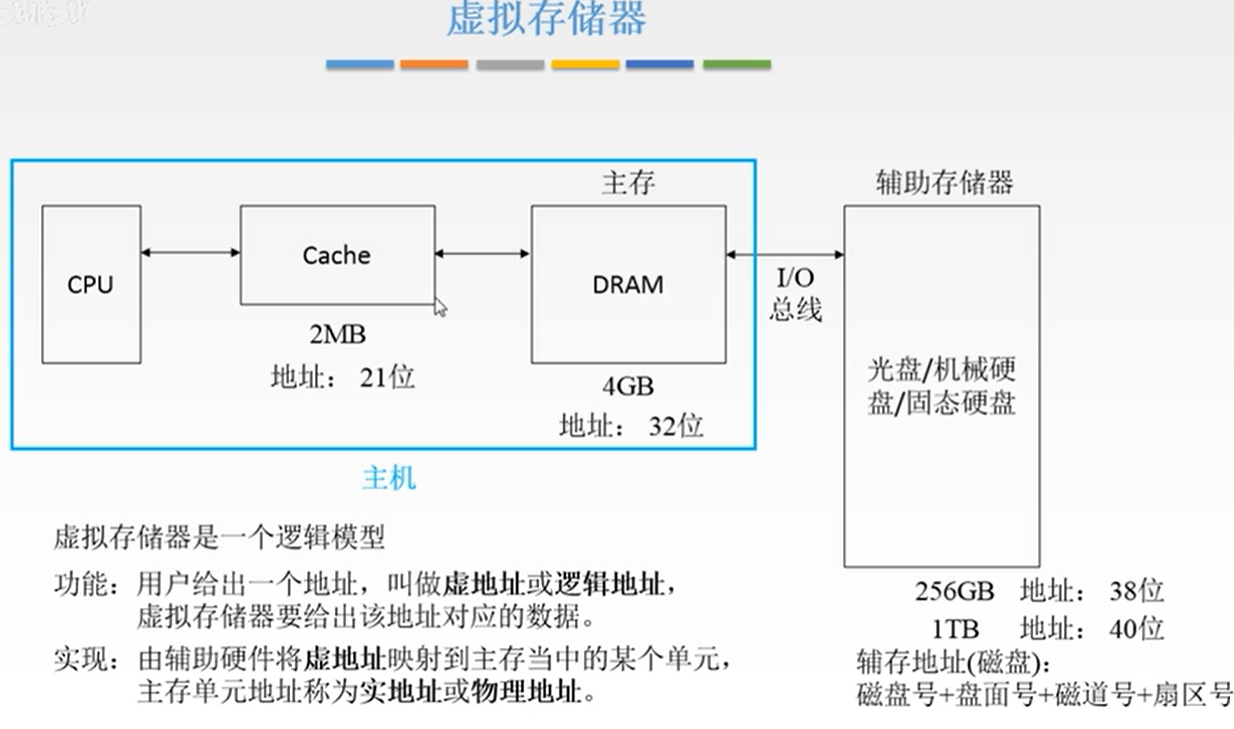 虚拟存储器
主存
辅助存储器
CPU
Cache
DRAM
I/O
总线
2MB
地址： 21位
4GB
地址： 32位
光盘/机械硬
盘/固态硬盘
主机
虚拟存储器是一个逻辑模型
功能：用户给出一个地址，叫做虚地址或逻辑地址，
虚拟存储器要给出该地址对应的数据。
实现：由辅助硬件将虚地址映射到主存当中的某个单元，
主存单元地址称为实地址或物理地址。
256GB 地址： 38位
1TB 地址： 40位
辅存地址(磁盘)：
磁盘号+盘面号+磁道号+扇区号